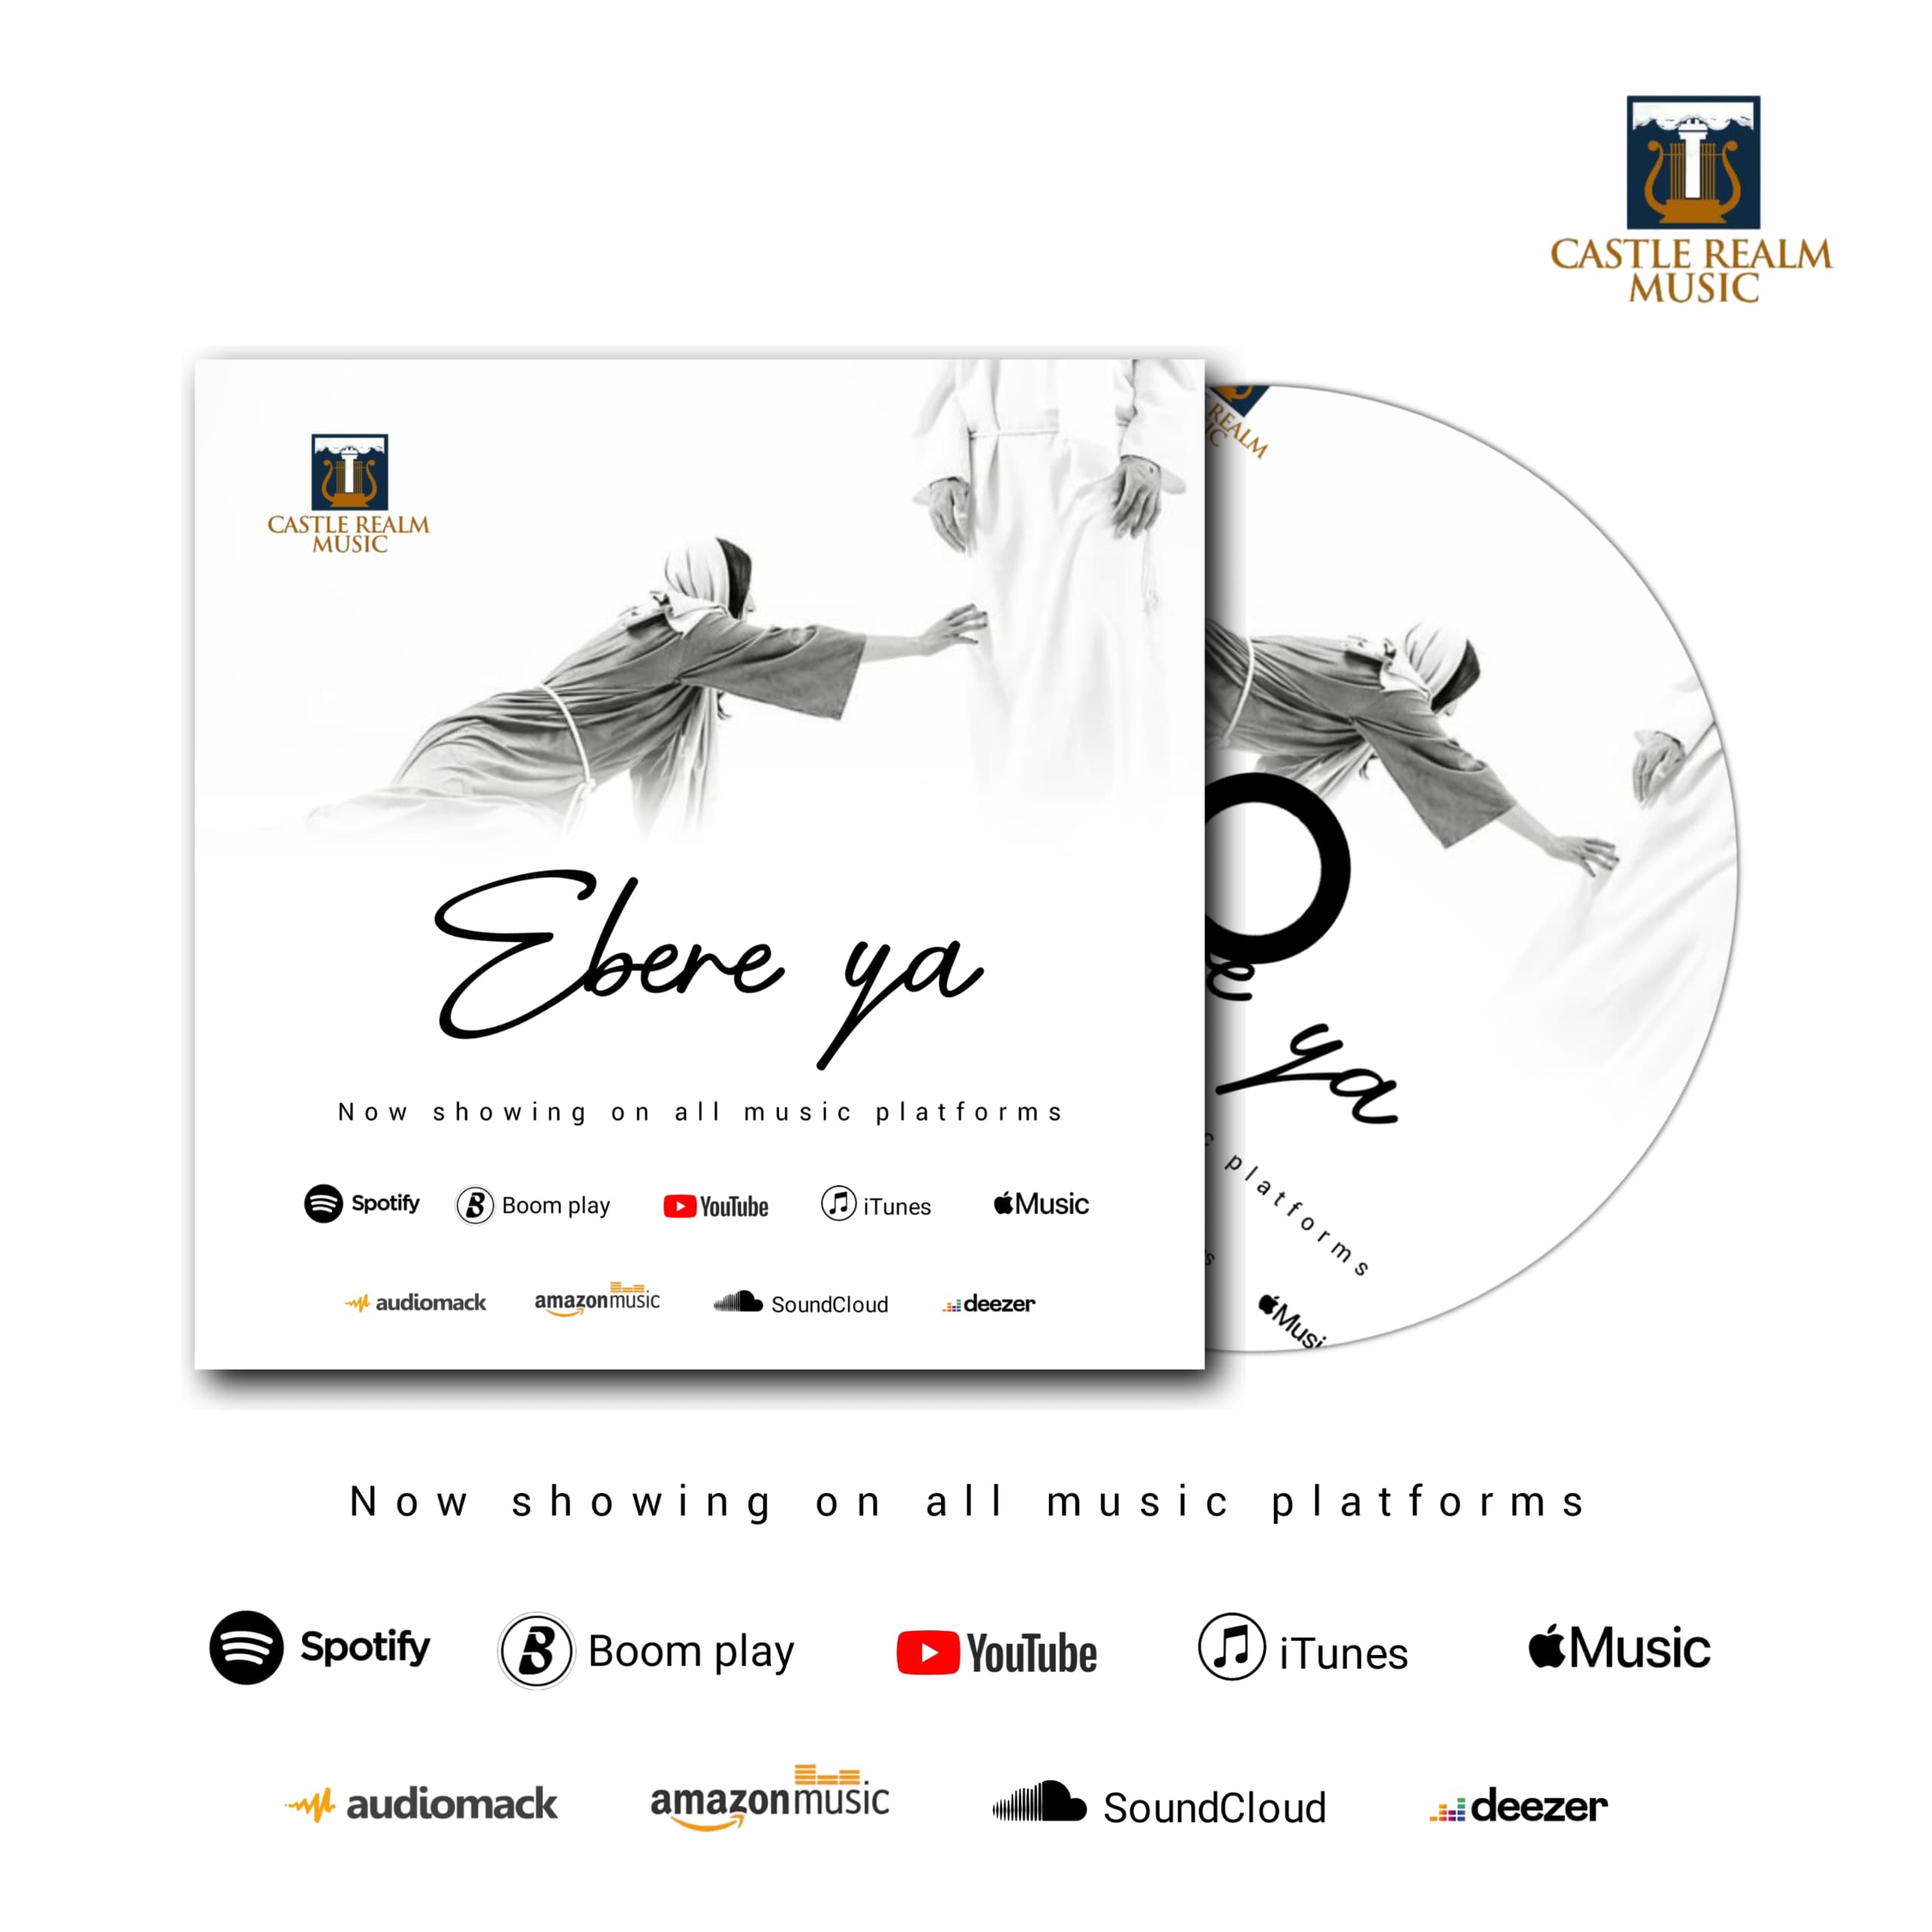 CASTLE REALM
MUSIC
CASTLE REALM
MUSIC
REALM
IC
Ebere ya
e
ya
Now showing on all music platforms
c platforms
Spotify Boom play YouTube iTunes Music
s
Music
audiomack amazon music SoundCloud deezer
Now showing on all music platforms
Spotify Boom play YouTube iTunes Music
audiomack amazon music SoundCloud deezer